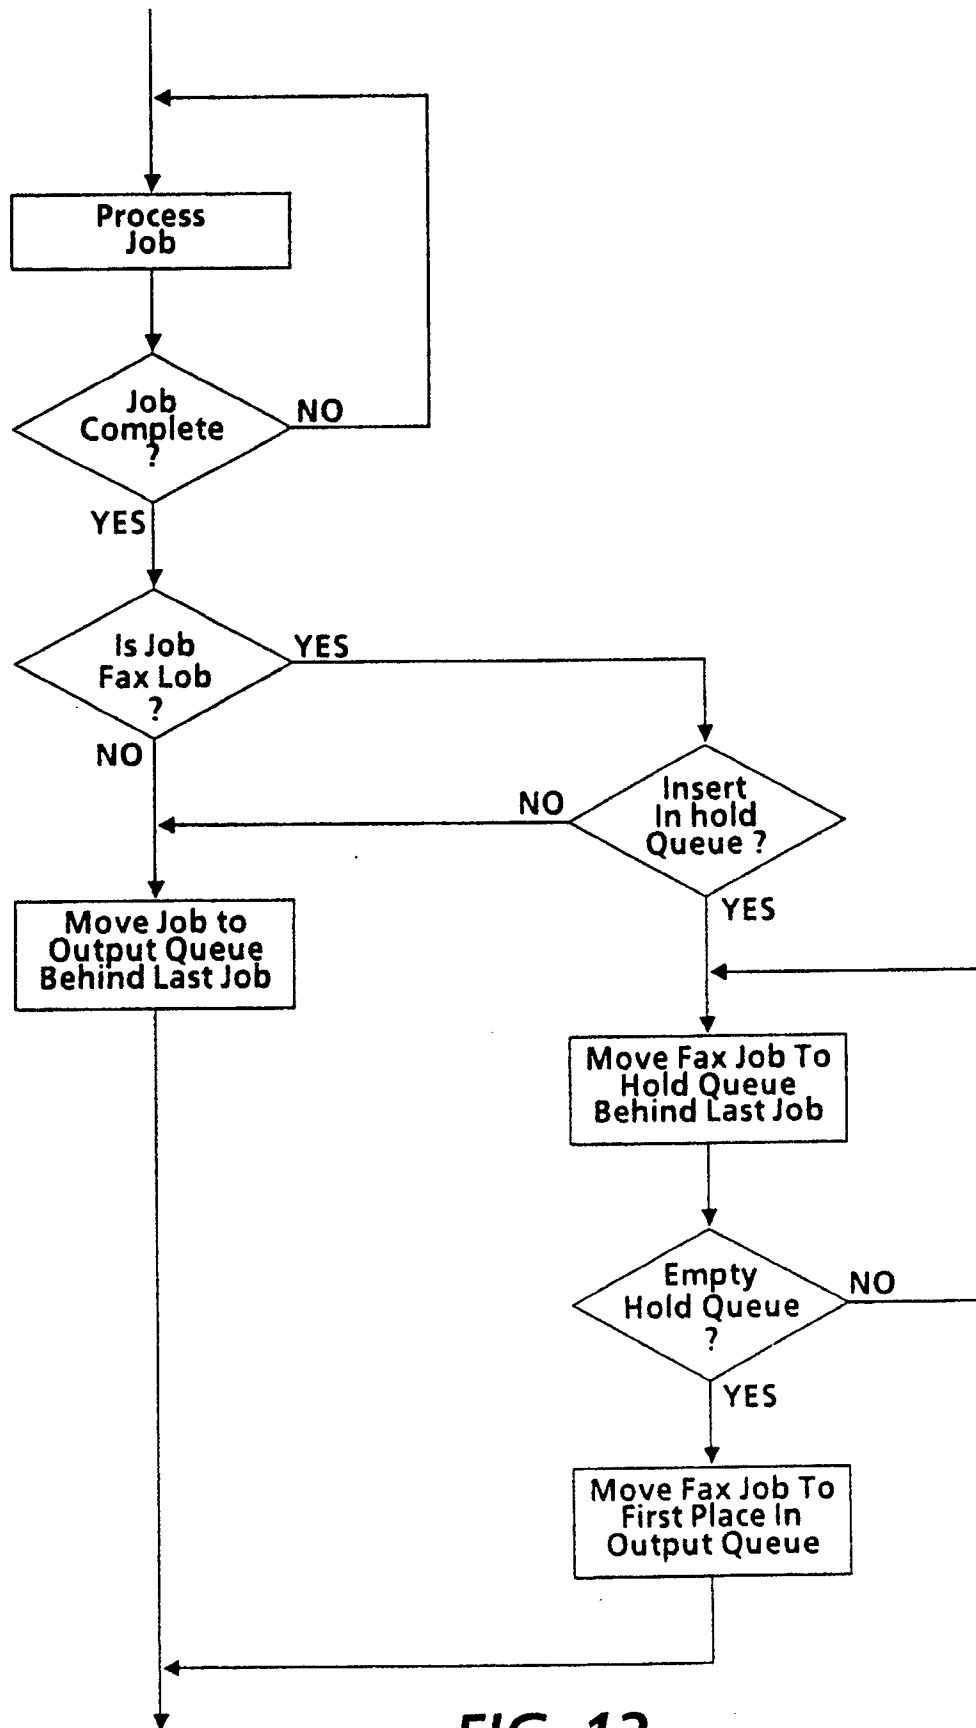 Process
Job
Job
Complete
?
NO
YES
Is Job
Fax Lob
?
YES
NO
Insert
In hold
Queue ?
NO
YES
Move Job to
Output Queue
Behind Last Job
Move Fax Job To
Hold Queue
Behind Last Job
Empty
Hold Queue
?
NO
YES
Move Fax Job To
First Place In
Output Queue